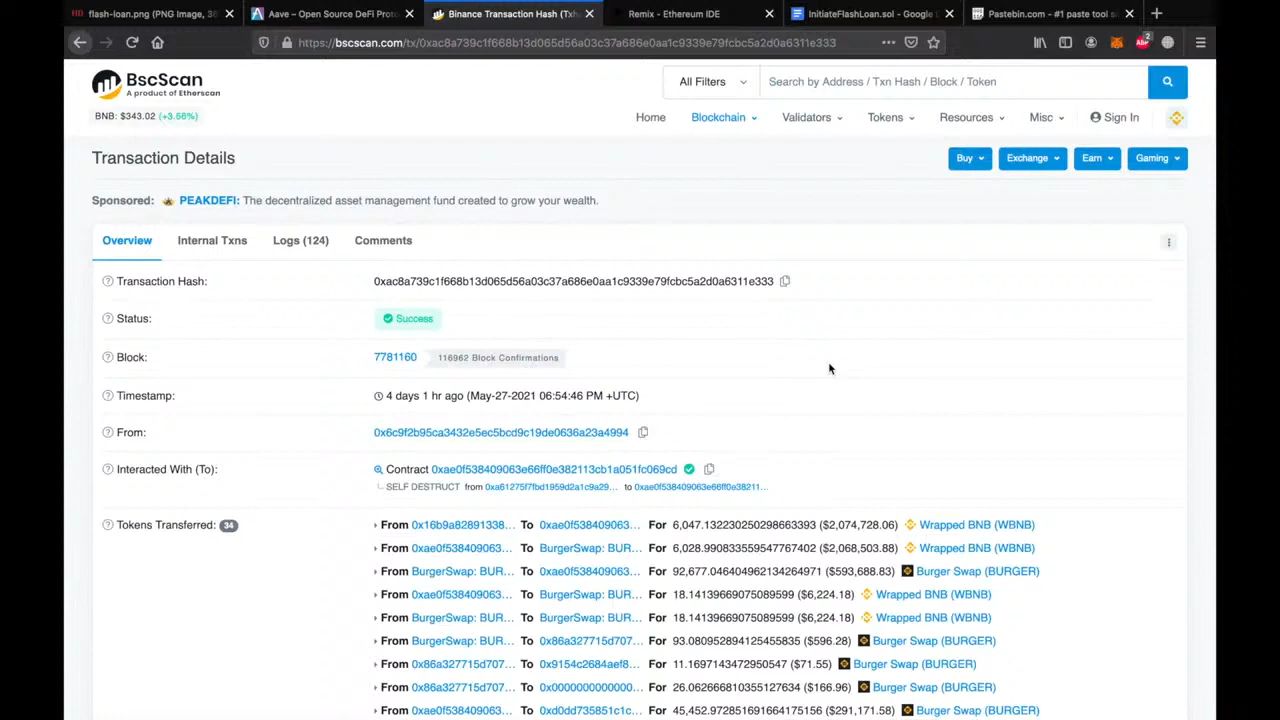 flash-loan.png (PNG Image, 36
Aave – Open Source DeFi Proto
Binance Transaction Hash (Txh
Remix - Ethereum IDE
InitiateFlashLoan.sol - Google D
Pastebin.com - #1 paste tool s
https://bscscan.com/tx/0xac8a739c1f668b13d065d56a03c37a686e0aa1c9339e79fcbc5a2d0a6311e333
2
BscScan
A product of Etherscan
All Filters
Search by Address / Txn Hash / Block / Token
BNB: $343.02 (+3.56%)
Home
Blockchain
Validators
Tokens
Resources
Misc
Sign In
Transaction Details
Buy
Exchange
Earn
Gaming
Sponsored: PEAKDEFI: The decentralized asset management fund created to grow your wealth.
Overview
Internal Txns
Logs (124)
Comments
Transaction Hash: 0xac8a739c1f668b13d065d56a03c37a686e0aa1c9339e79fcbc5a2d0a6311e333
Status: Success
Block: 7781160 116962 Block Confirmations
Timestamp: 4 days 1 hr ago (May-27-2021 06:54:46 PM +UTC)
From: 0x6c9f2b95ca3432e5ec5bcd9c19de0636a23a4994
Interacted With (To): Contract 0xae0f538409063e66ff0e382113cb1a051fc069cd
SELF DESTRUCT from 0xa61275f7fbd1959d2a1c9a29... to 0xae0f538409063e66ff0e38211...
Tokens Transferred: 34
From 0x16b9a82891338... To 0xae0f538409063... For 6,047.132230250298663393 ($2,074,728.06) Wrapped BNB (WBNB)
From 0xae0f538409063... To BurgerSwap: BUR... For 6,028.990833559547767402 ($2,068,503.88) Wrapped BNB (WBNB)
From BurgerSwap: BUR... To 0xae0f538409063... For 92,677.046404962134264971 ($593,688.83) Burger Swap (BURGER)
From 0xae0f538409063... To BurgerSwap: BUR... For 18.14139669075089599 ($6,224.18) Wrapped BNB (WBNB)
From BurgerSwap: BUR... To BurgerSwap: BUR... For 18.14139669075089599 ($6,224.18) Wrapped BNB (WBNB)
From BurgerSwap: BUR... To 0x86a327715d707... For 93.080952894125455835 ($596.28) Burger Swap (BURGER)
From 0x86a327715d707... To 0x9154c2684aef8... For 11.1697143472950547 ($71.55) Burger Swap (BURGER)
From 0x86a327715d707... To 0x0000000000000... For 26.062666810355127634 ($166.96) Burger Swap (BURGER)
From 0xae0f538409063... To 0xd0dd735851c1c... For 45,452.972851691664175156 ($291,171.58) Burger Swap (BURGER)